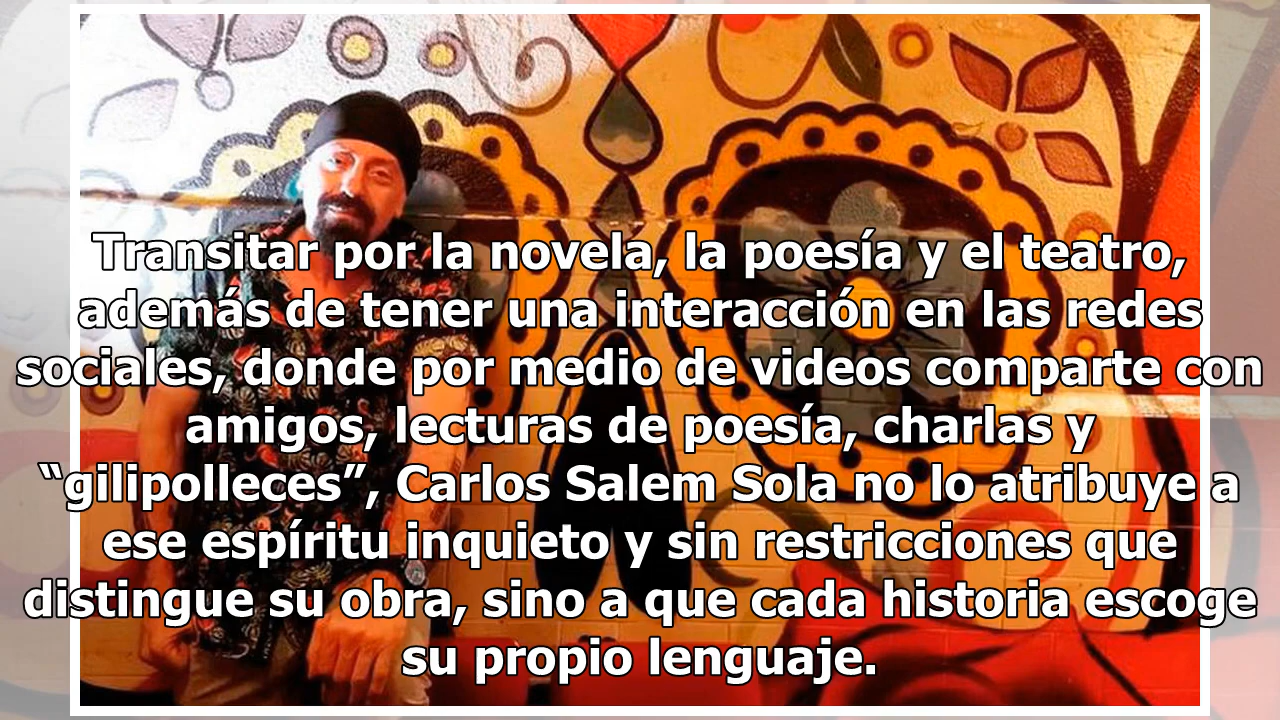 Transitar por la novela, la poesía y el teatro,
además de tener una interacción en las redes
sociales, donde por medio de videos comparte con
amigos, lecturas de poesía, charlas y
“gilipolleces”, Carlos Salem Sola no lo atribuye a
ese espíritu inquieto y sin restricciones que
distingue su obra, sino a que cada historia escoge
su propio lenguaje.